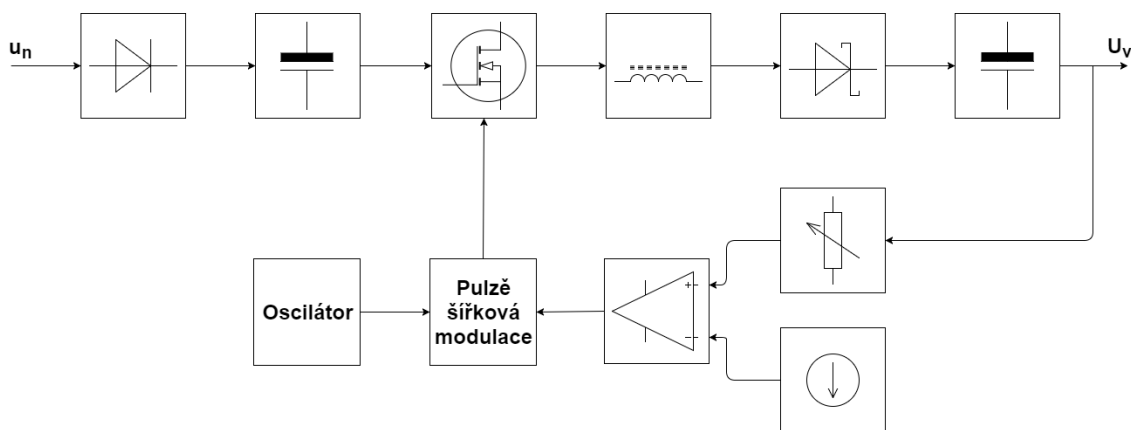 uₙ
Uᵥ
Oscilátor
Pulzě
šířková
modulace